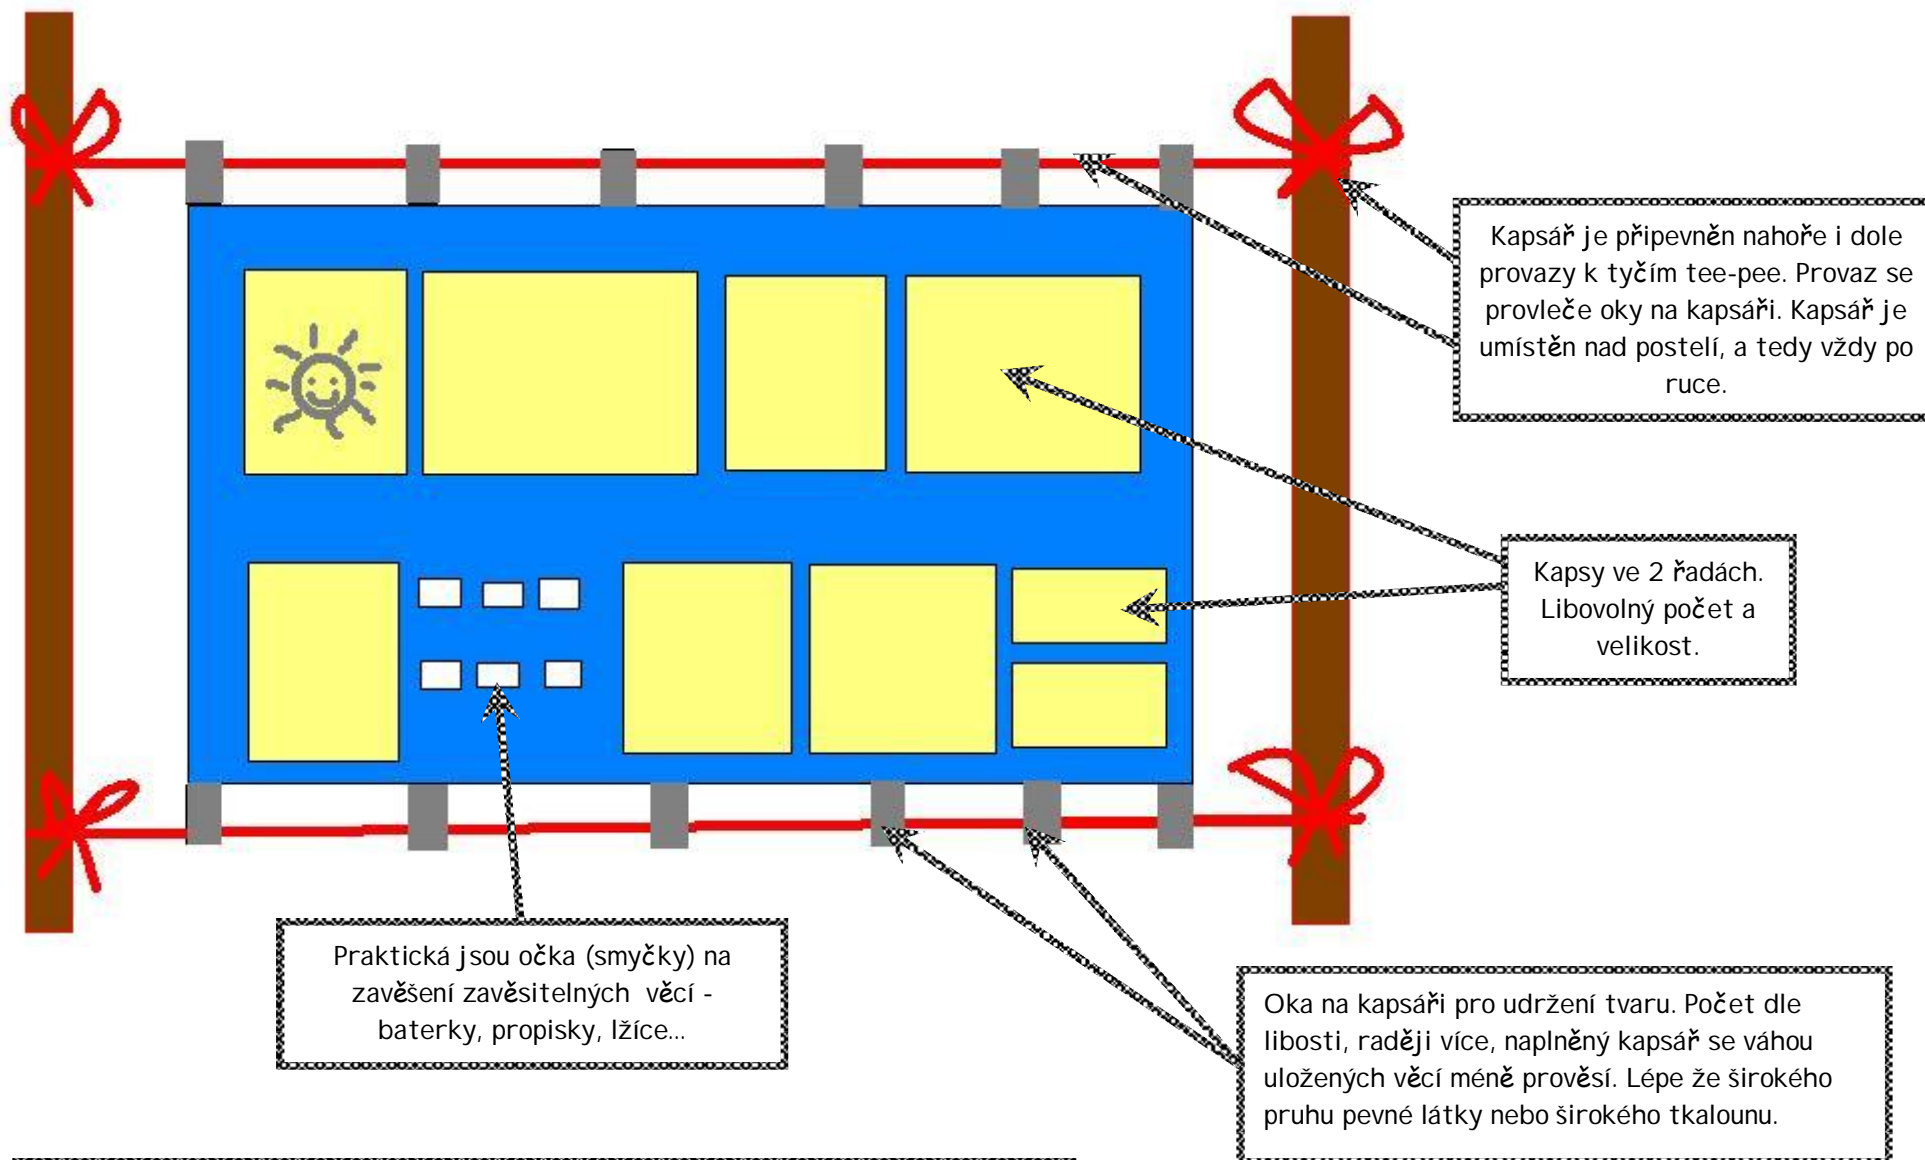 Kapsář je připevněn nahoře i dole
provazy k tyčím tee-pee. Provaz se
provleče oky na kapsáři. Kapsář je
umístěn nad postelí, a tedy vždy po
ruce.
Kapsy ve 2 řadách.
Libovolný počet a
velikost.
Praktická jsou očka (smyčky) na
zavěšení zavěsitelných věcí -
baterky, propisky, lžíce...
Oka na kapsáři pro udržení tvaru. Počet dle
libosti, raději více, naplněný kapsář se váhou
uložených věcí méně prověsí. Lépe že širokého
pruhu pevné látky nebo širokého tkalounu.